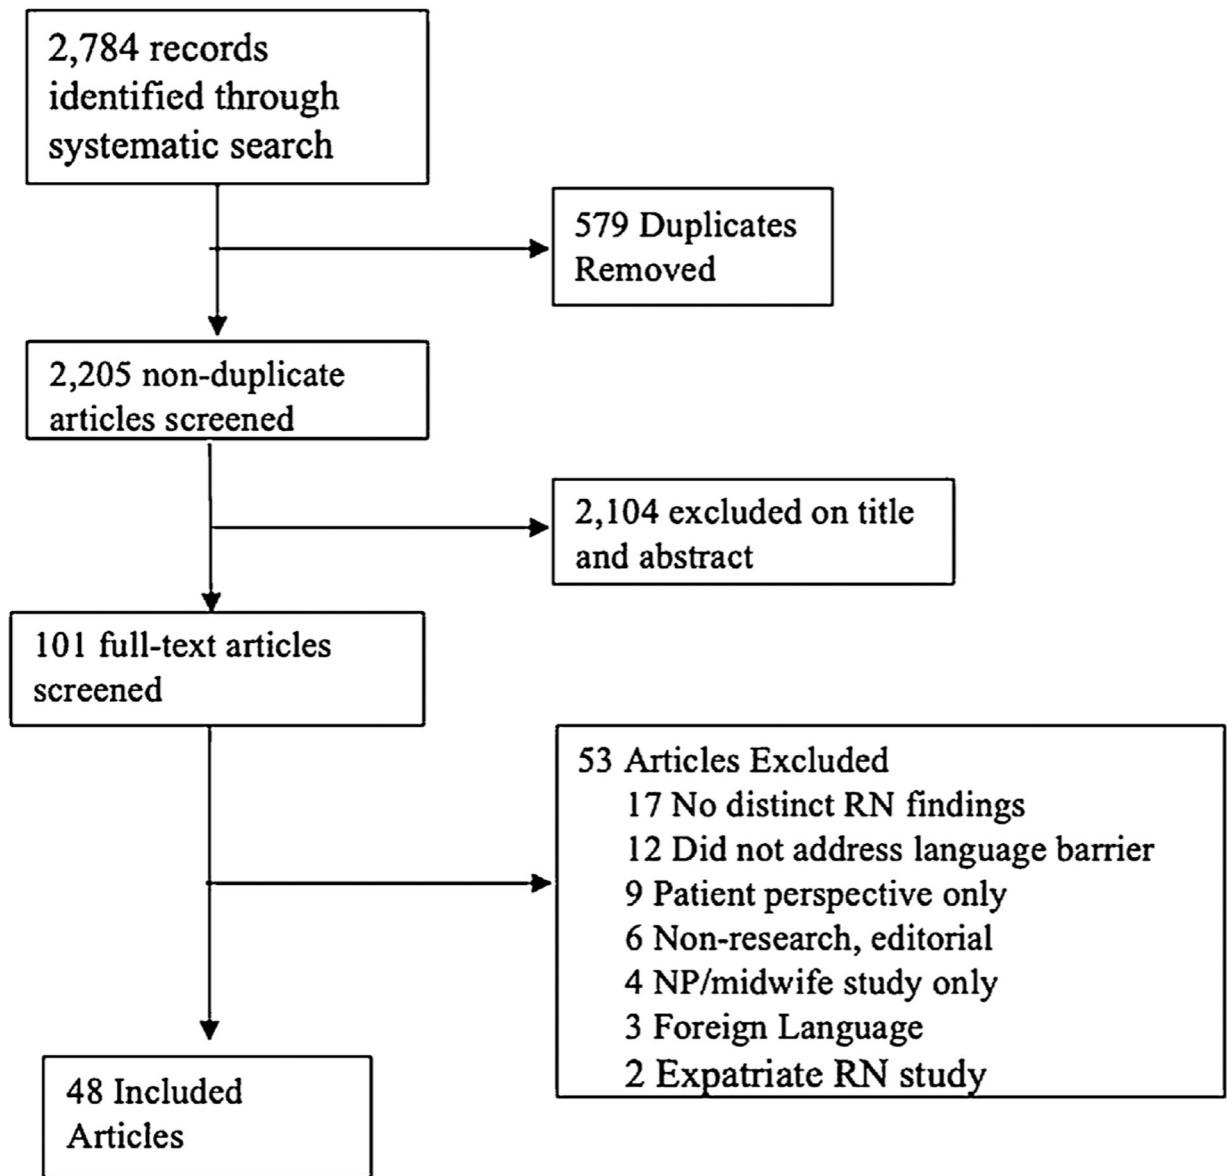 2,784 records
identified through
systematic search
579 Duplicates
Removed
2,205 non-duplicate
articles screened
2,104 excluded on title
and abstract
101 full-text articles
screened
53 Articles Excluded
17 No distinct RN findings
12 Did not address language barrier
9 Patient perspective only
6 Non-research, editorial
4 NP/midwife study only
3 Foreign Language
2 Expatriate RN study
48 Included
Articles